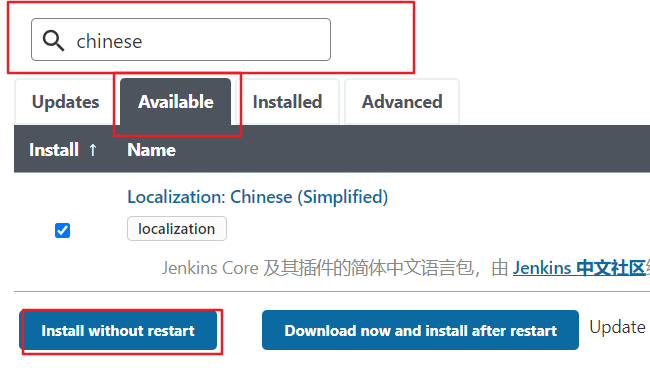 chinese
Updates Available Installed Advanced
Install ↑ Name
Localization: Chinese (Simplified)
localization
Jenkins Core 及其插件的简体中文语言包，由 Jenkins 中文社区
Install without restart Download now and install after restart Update